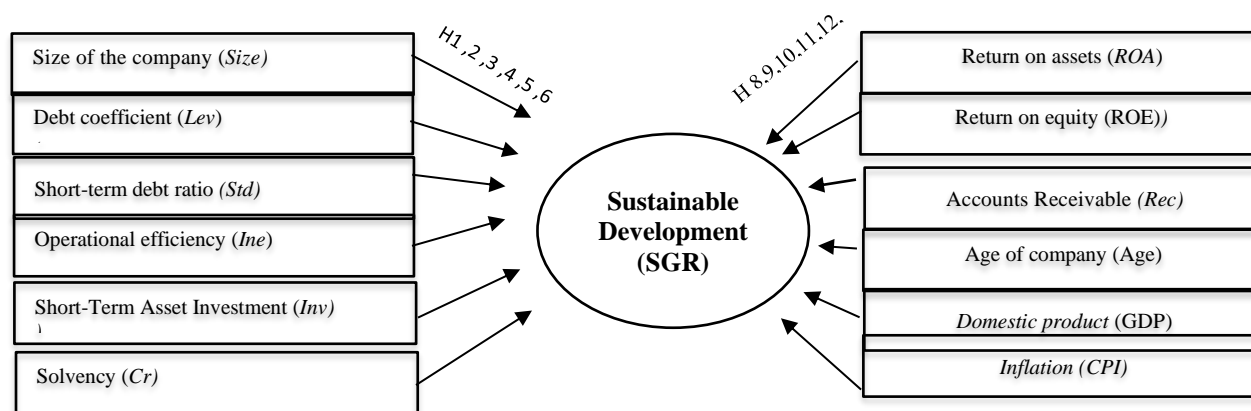 Size of the company (Size)
Debt coefficient (Lev)
Short-term debt ratio (Std)
Operational efficiency (Ine)
Short-Term Asset Investment (Inv)
)
Solvency (Cr)
H1,2,3,4,5,6
Sustainable
Development
(SGR)
H 8,9,10,11,12.
Return on assets (ROA)
Return on equity (ROE))
Accounts Receivable (Rec)
Age of company (Age)
Domestic product (GDP)
Inflation (CPI)